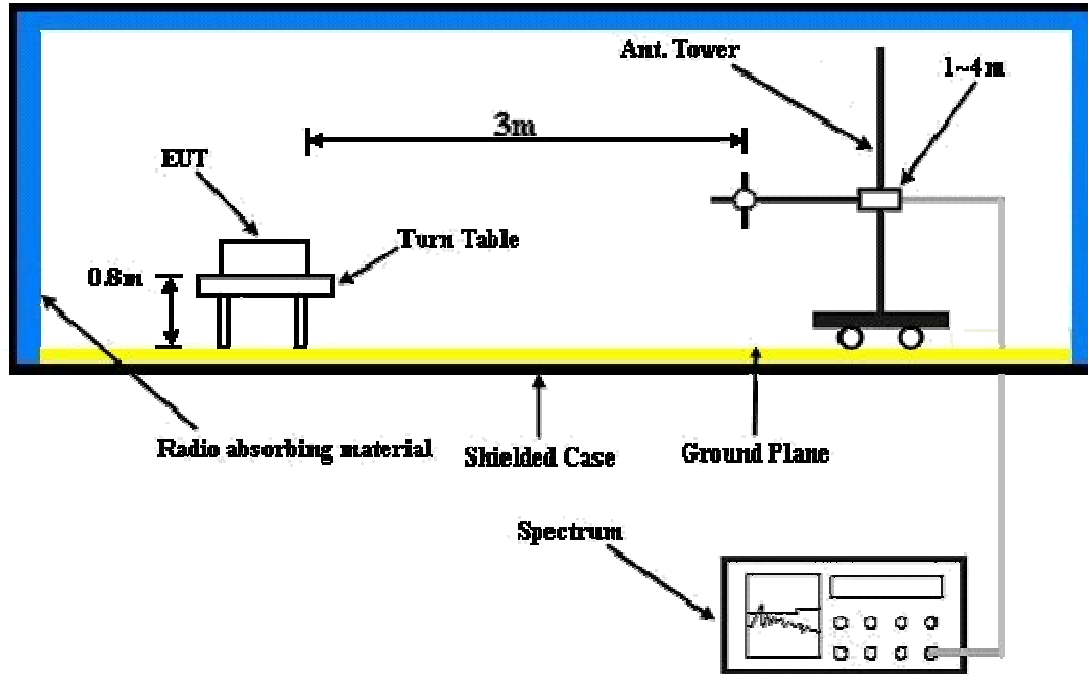 Ant. Tower
1~4m
3m
EUT
Turn Table
0.8m
Radio absorbing material
Shielded Case
Ground Plane
Spectrum